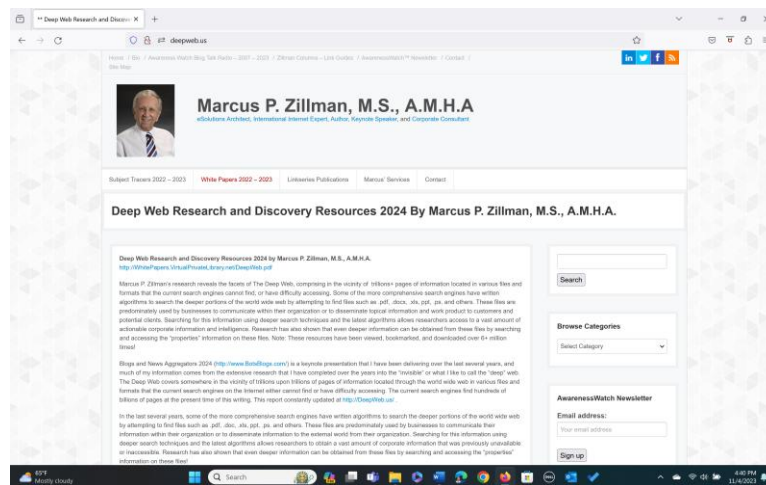 ** Deep Web Research and Discov
deepweb.us
Home / Bio / Awareness Watch Blog Talk Radio – 2007 – 2023 / Zillman Columns – Link Guides / AwarenessWatch™ Newsletter / Contact /
Site Map
Marcus P. Zillman, M.S., A.M.H.A
eSolutions Architect, International Internet Expert, Author, Keynote Speaker, and Corporate Consultant
Subject Tracers 2022 – 2023 White Papers 2022 – 2023 Linkseries Publications Marcus' Services Contact
Deep Web Research and Discovery Resources 2024 By Marcus P. Zillman, M.S., A.M.H.A.
Deep Web Research and Discovery Resources 2024 by Marcus P. Zillman, M.S., A.M.H.A.
http://WhitePapers.VirtualPrivateLibrary.net/DeepWeb.pdf
Marcus P. Zillman's research reveals the facets of The Deep Web, comprising in the vicinity of trillions+ pages of information located in various files and
formats that the current search engines cannot find, or have difficulty accessing. Some of the more comprehensive search engines have written
algorithms to search the deeper portions of the world wide web by attempting to find files such as .pdf, .docx, .xls, ppt, .ps. and others. These files are
predominately used by businesses to communicate within their organization or to disseminate topical information and work product to customers and
potential clients. Searching for this information using deeper search techniques and the latest algorithms allows researchers access to a vast amount of
actionable corporate information and intelligence. Research has also shown that even deeper information can be obtained from these files by searching
and accessing the "properties" information on these files. Note: These resources have been viewed, bookmarked, and downloaded over 6+ million
times!
Blogs and News Aggregators 2024 (http://www.BotsBlogs.com/) is a keynote presentation that I have been delivering over the last several years, and
much of my information comes from the extensive research that I have completed over the years into the "invisible" or what I like to call the "deep" web.
The Deep Web covers somewhere in the vicinity of trillions upon trillions of pages of information located through the world wide web in various files and
formats that the current search engines on the Internet either cannot find or have difficulty accessing. The current search engines find hundreds of
billions of pages at the present time of this writing. This report constantly updated at http://DeepWeb.us/ .
In the last several years, some of the more comprehensive search engines have written algorithms to search the deeper portions of the world wide web
by attempting to find files such as .pdf, .doc, .xls, ppt, .ps. and others. These files are predominately used by businesses to communicate their
information within their organization or to disseminate information to the external world from their organization. Searching for this information using
deeper search techniques and the latest algorithms allows researchers to obtain a vast amount of corporate information that was previously unavailable
or inaccessible. Research has also shown that even deeper information can be obtained from these files by searching and accessing the "properties"
information on these files!
Search
Browse Categories
Select Category
AwarenessWatch Newsletter
Email address:
Your email address
Sign up
65°F
Mostly cloudy
Search
4:40 PM
11/4/2023